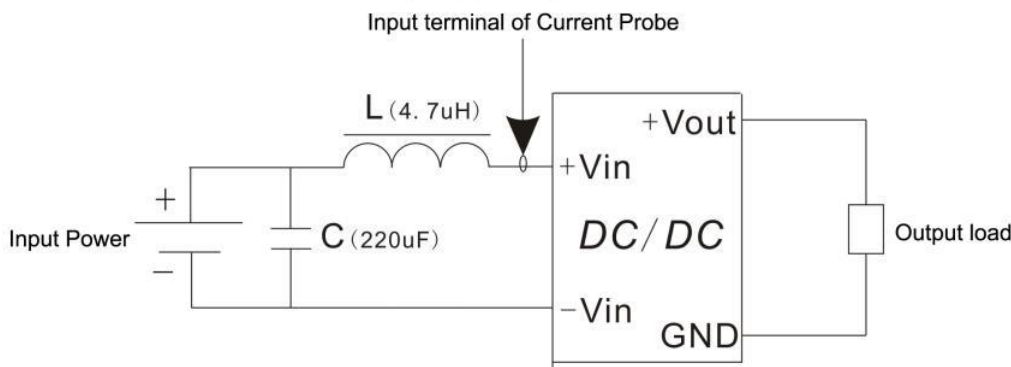 Input terminal of Current Probe
L(4.7uH)
+Vout
+Vin
+
Input Power
C(220uF)
DC/DC
Output load
−
−Vin
GND